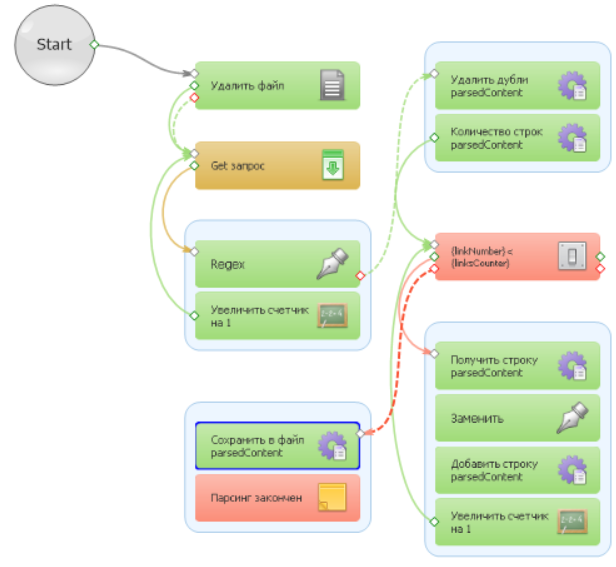 Start
Удалить файл
Get запрос
Regex
Увеличить счетчик
на 1
Сохранить в файл
parsedContent
Парсинг закончен
Удалить дубли
parsedContent
Количество строк
parsedContent
{linkNumber} <
{linksCounter}
Получить строку
parsedContent
Заменить
Добавить строку
parsedContent
Увеличить счетчик
на 1